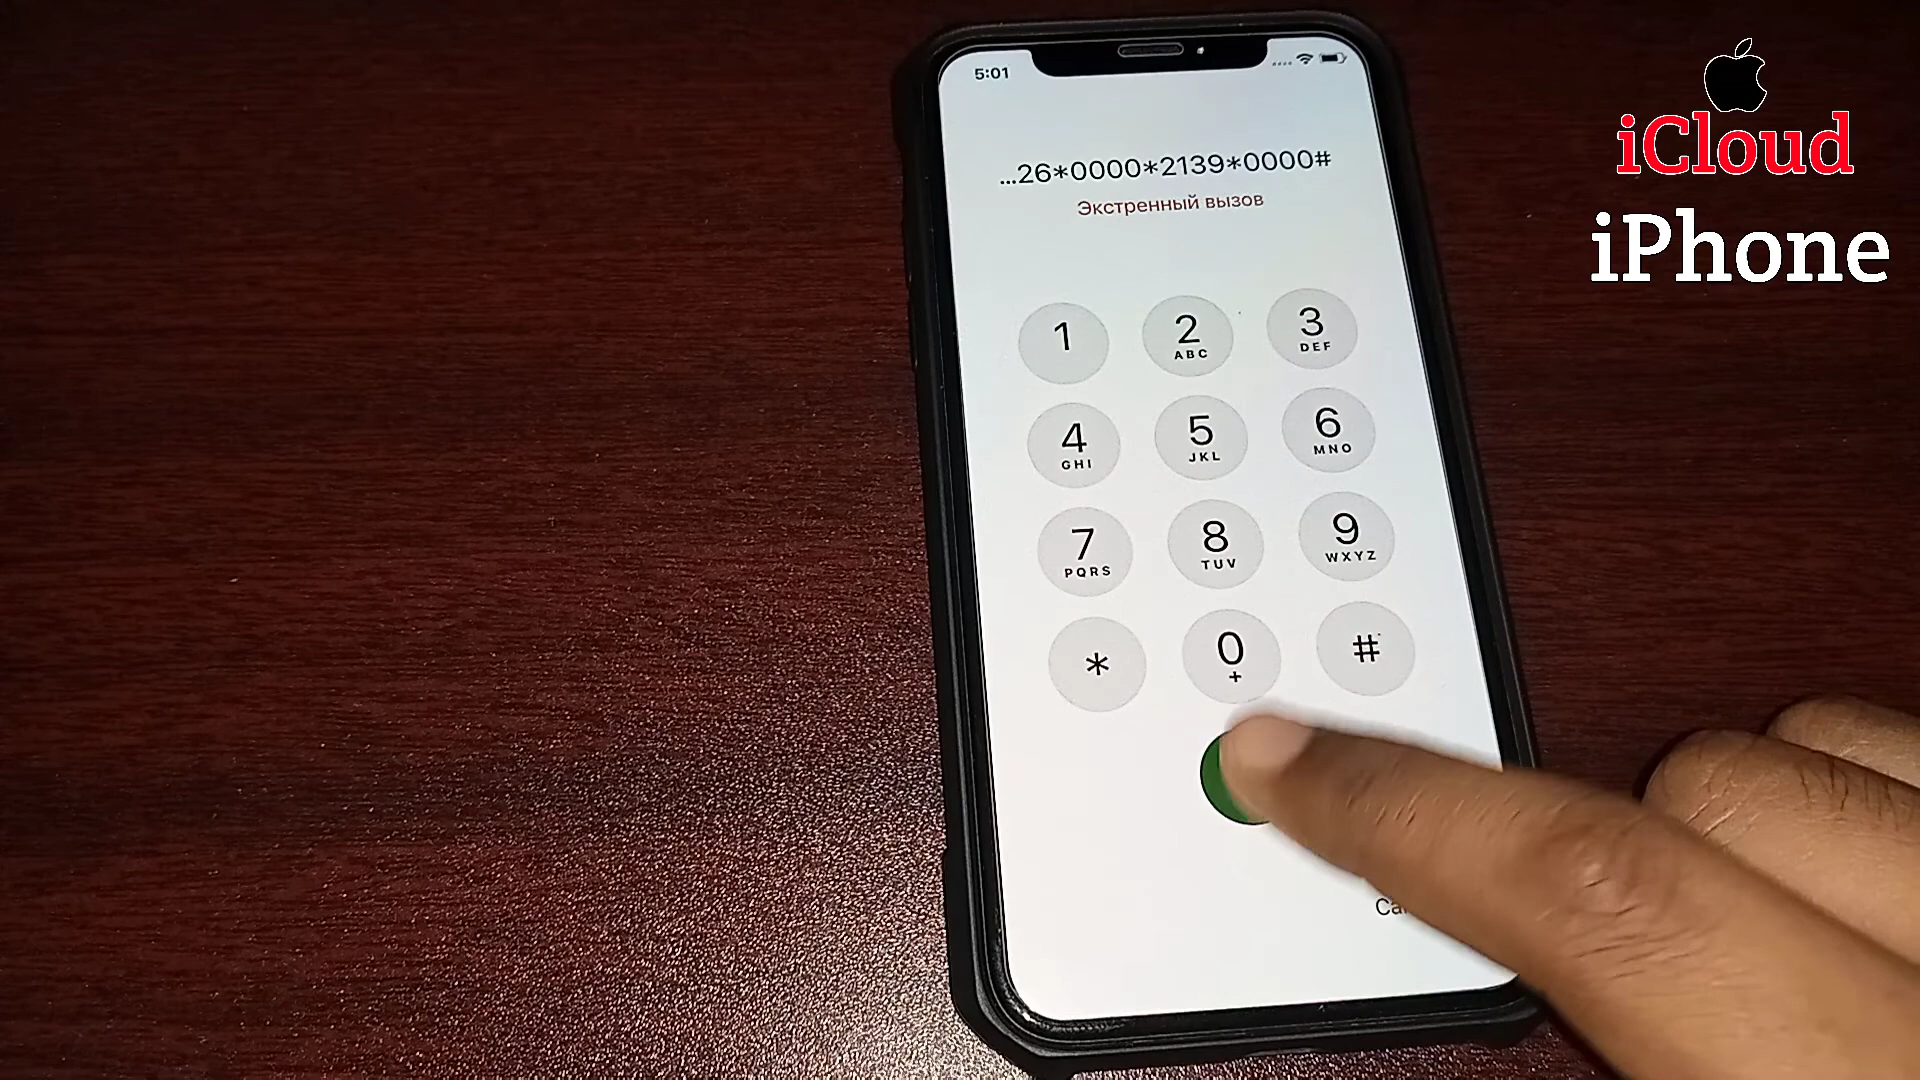 5:01
...26*0000*2139*0000#
Экстренный вызов
1
2
ABC
3
DEF
4
GHI
5
JKL
6
MNO
7
PQRS
8
TUV
9
WXYZ
*
0
+
#
iCloud
iPhone